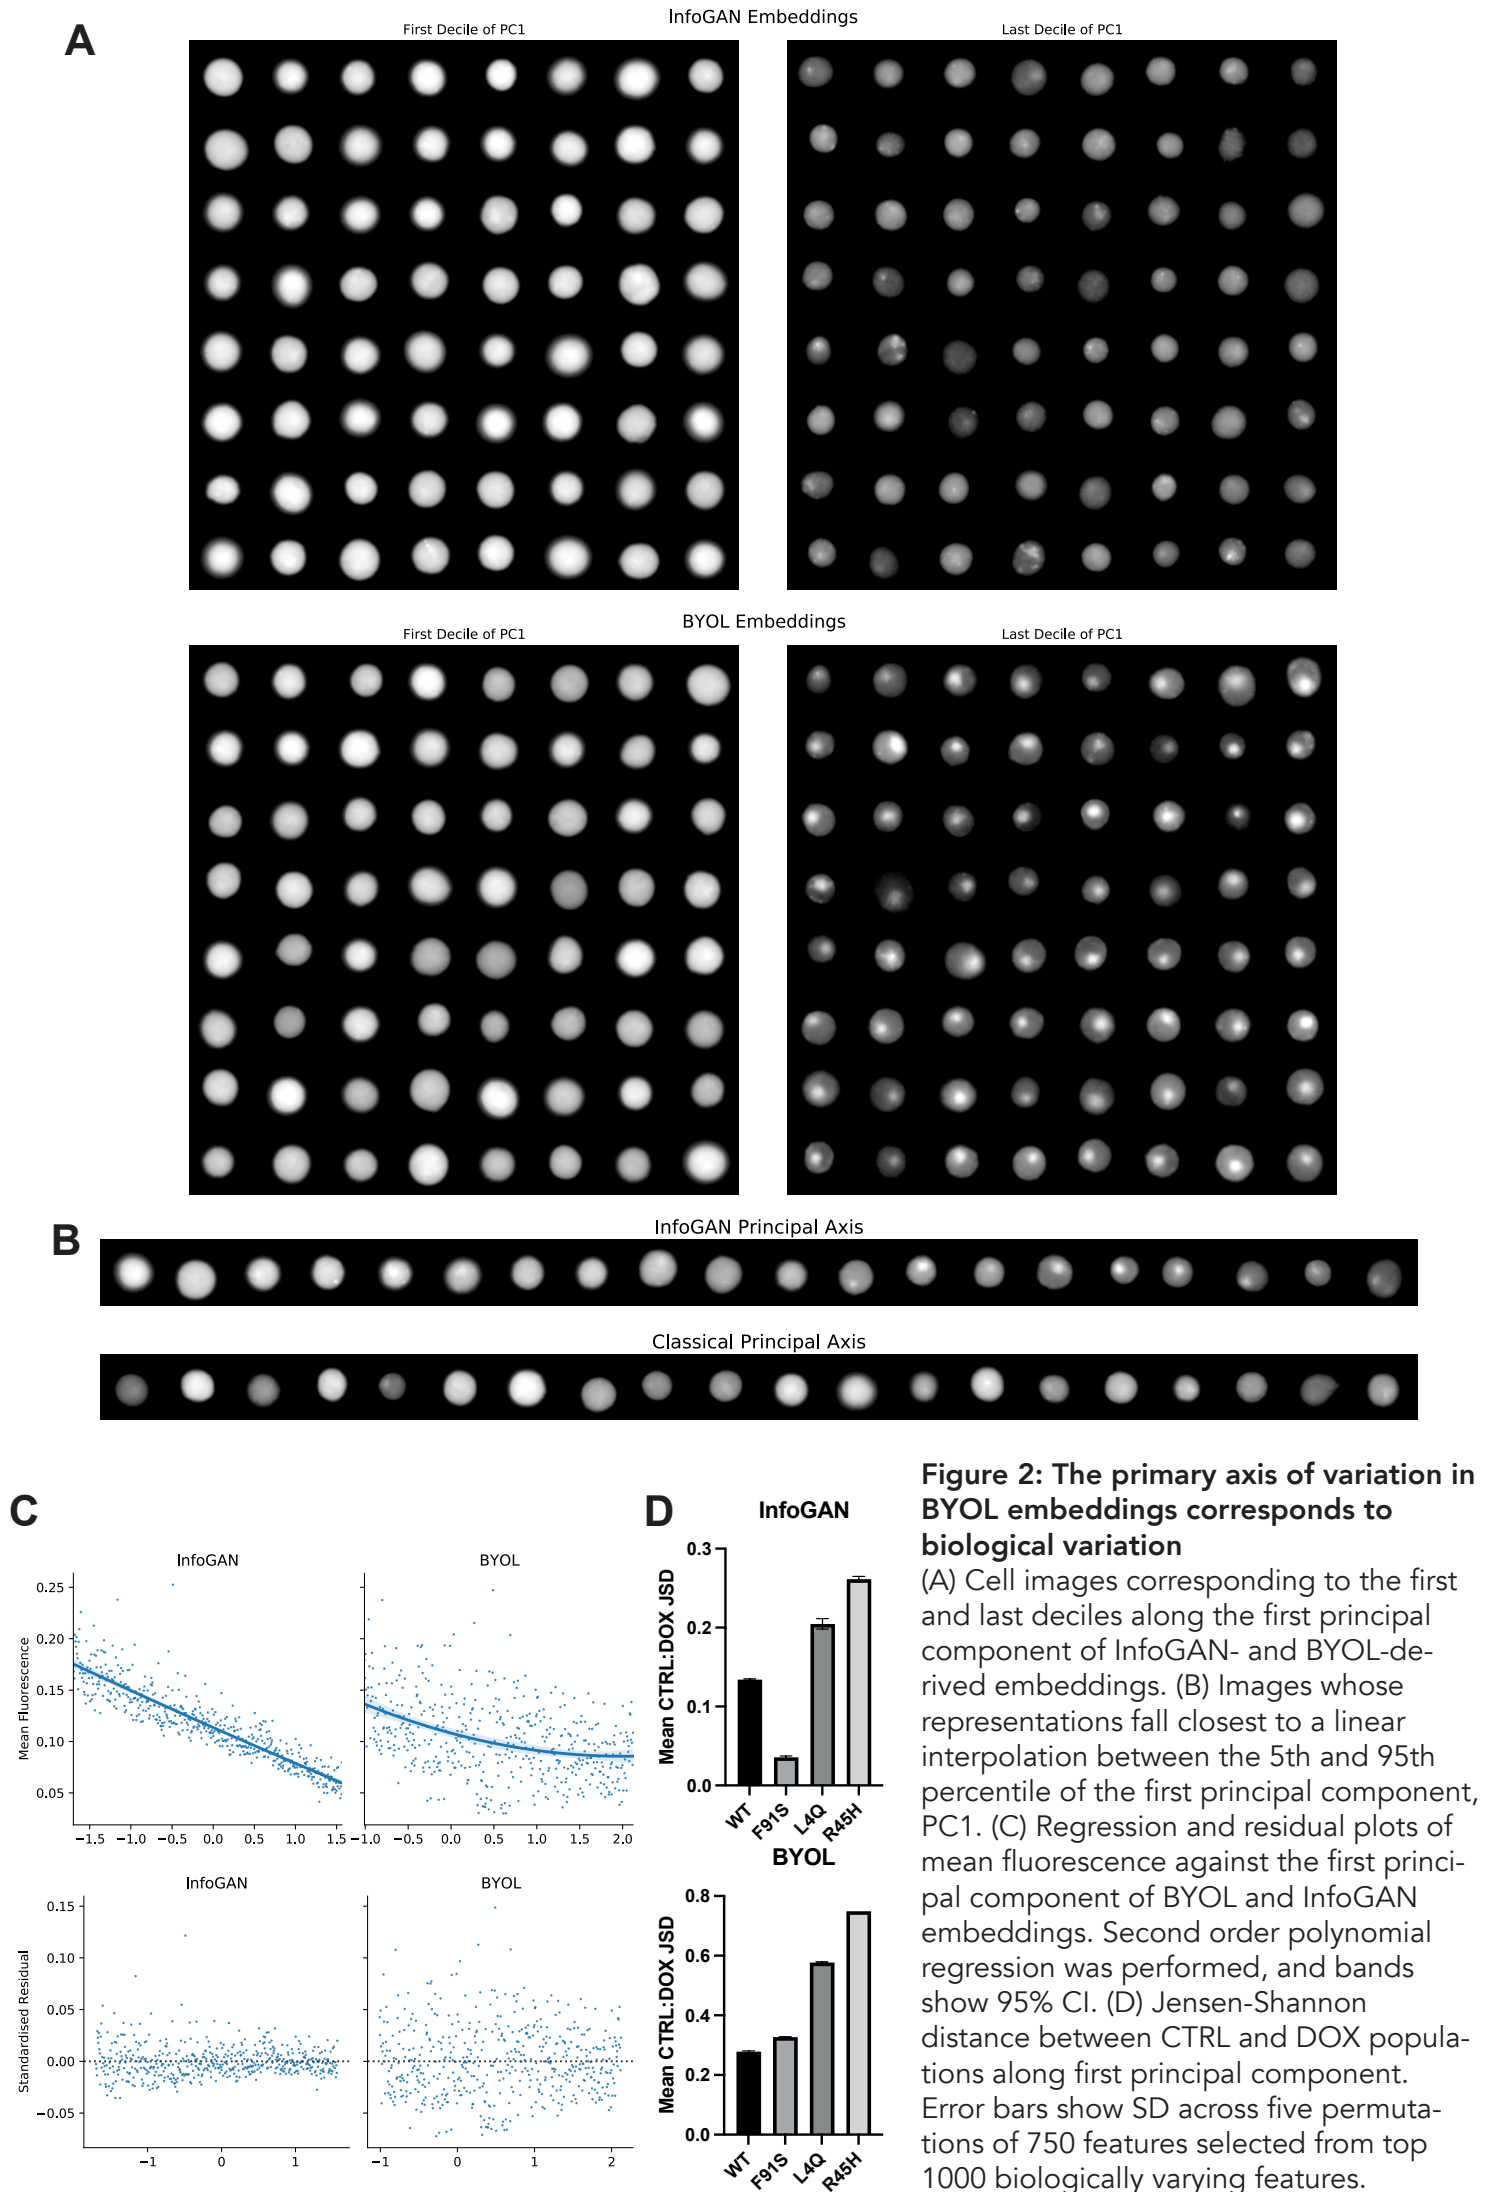 A
InfoGAN Embeddings
First Decile of PC1
Last Decile of PC1
BYOL Embeddings
First Decile of PC1
Last Decile of PC1
B
InfoGAN Principal Axis
Classical Principal Axis
C
InfoGAN
BYOL
Mean Fluorescence
0.25
0.20
0.15
0.10
0.05
−1.5 −1.0 −0.5 0.0 0.5 1.0 1.5
−1.0 −0.5 0.0 0.5 1.0 1.5 2.0
InfoGAN
BYOL
Standardised Residual
0.15
0.10
0.05
0.00
−0.05
−1 0 1
−1 0 1 2
D
InfoGAN
Mean CTRL:DOX JSD
0.3
0.2
0.1
0.0
WT F91S L4Q R45H
BYOL
Mean CTRL:DOX JSD
0.8
0.6
0.4
0.2
0.0
WT F91S L4Q R45H
Figure 2: The primary axis of variation in
BYOL embeddings corresponds to
biological variation
(A) Cell images corresponding to the first
and last deciles along the first principal
component of InfoGAN- and BYOL-de-
rived embeddings. (B) Images whose
representations fall closest to a linear
interpolation between the 5th and 95th
percentile of the first principal component,
PC1. (C) Regression and residual plots of
mean fluorescence against the first princi-
pal component of BYOL and InfoGAN
embeddings. Second order polynomial
regression was performed, and bands
show 95% CI. (D) Jensen-Shannon
distance between CTRL and DOX popula-
tions along first principal component.
Error bars show SD across five permuta-
tions of 750 features selected from top
1000 biologically varying features.